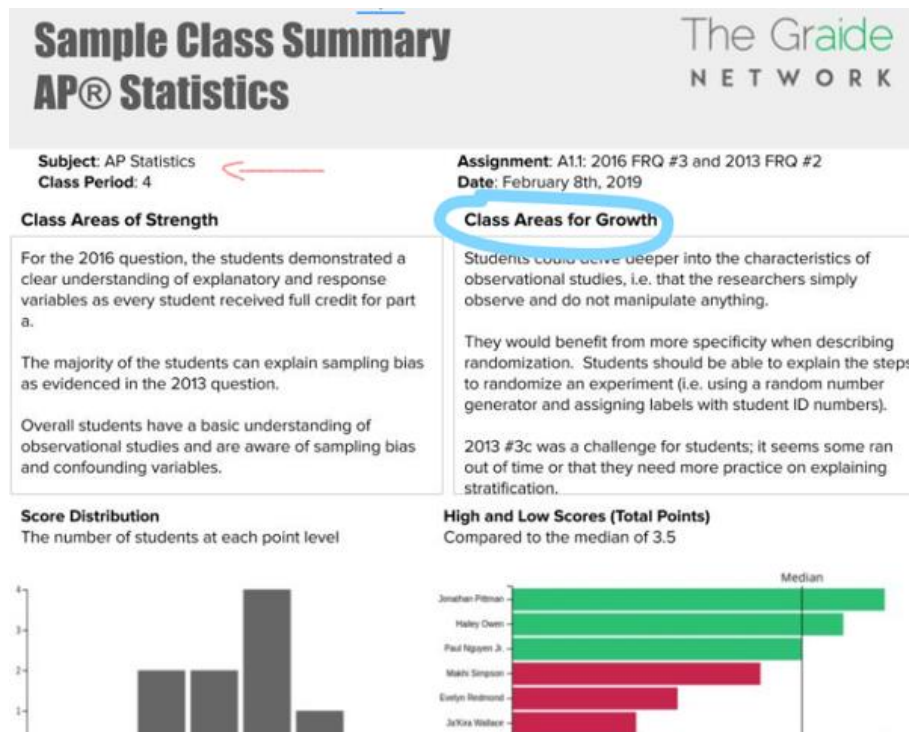 Sample Class Summary
AP® Statistics
The Graide
NETWORK
Subject: AP Statistics
Class Period: 4
Assignment: A1.1: 2016 FRQ #3 and 2013 FRQ #2
Date: February 8th, 2019
Class Areas of Strength
For the 2016 question, the students demonstrated a
clear understanding of explanatory and response
variables as every student received full credit for part
a.
The majority of the students can explain sampling bias
as evidenced in the 2013 question.
Overall students have a basic understanding of
observational studies and are aware of sampling bias
and confounding variables.
Class Areas for Growth
Students could delve deeper into the characteristics of
observational studies, i.e. that the researchers simply
observe and do not manipulate anything.
They would benefit from more specificity when describing
randomization. Students should be able to explain the steps
to randomize an experiment (i.e. using a random number
generator and assigning labels with student ID numbers).
2013 #3c was a challenge for students; it seems some ran
out of time or that they need more practice on explaining
stratification.
Score Distribution
The number of students at each point level
4
3
2
1
High and Low Scores (Total Points)
Compared to the median of 3.5
Median
Jonathan Pittman
Hailey Owen
Paul Nguyen Jr.
Makhi Simpson
Evelyn Redmond
Ja'Kira Wallace